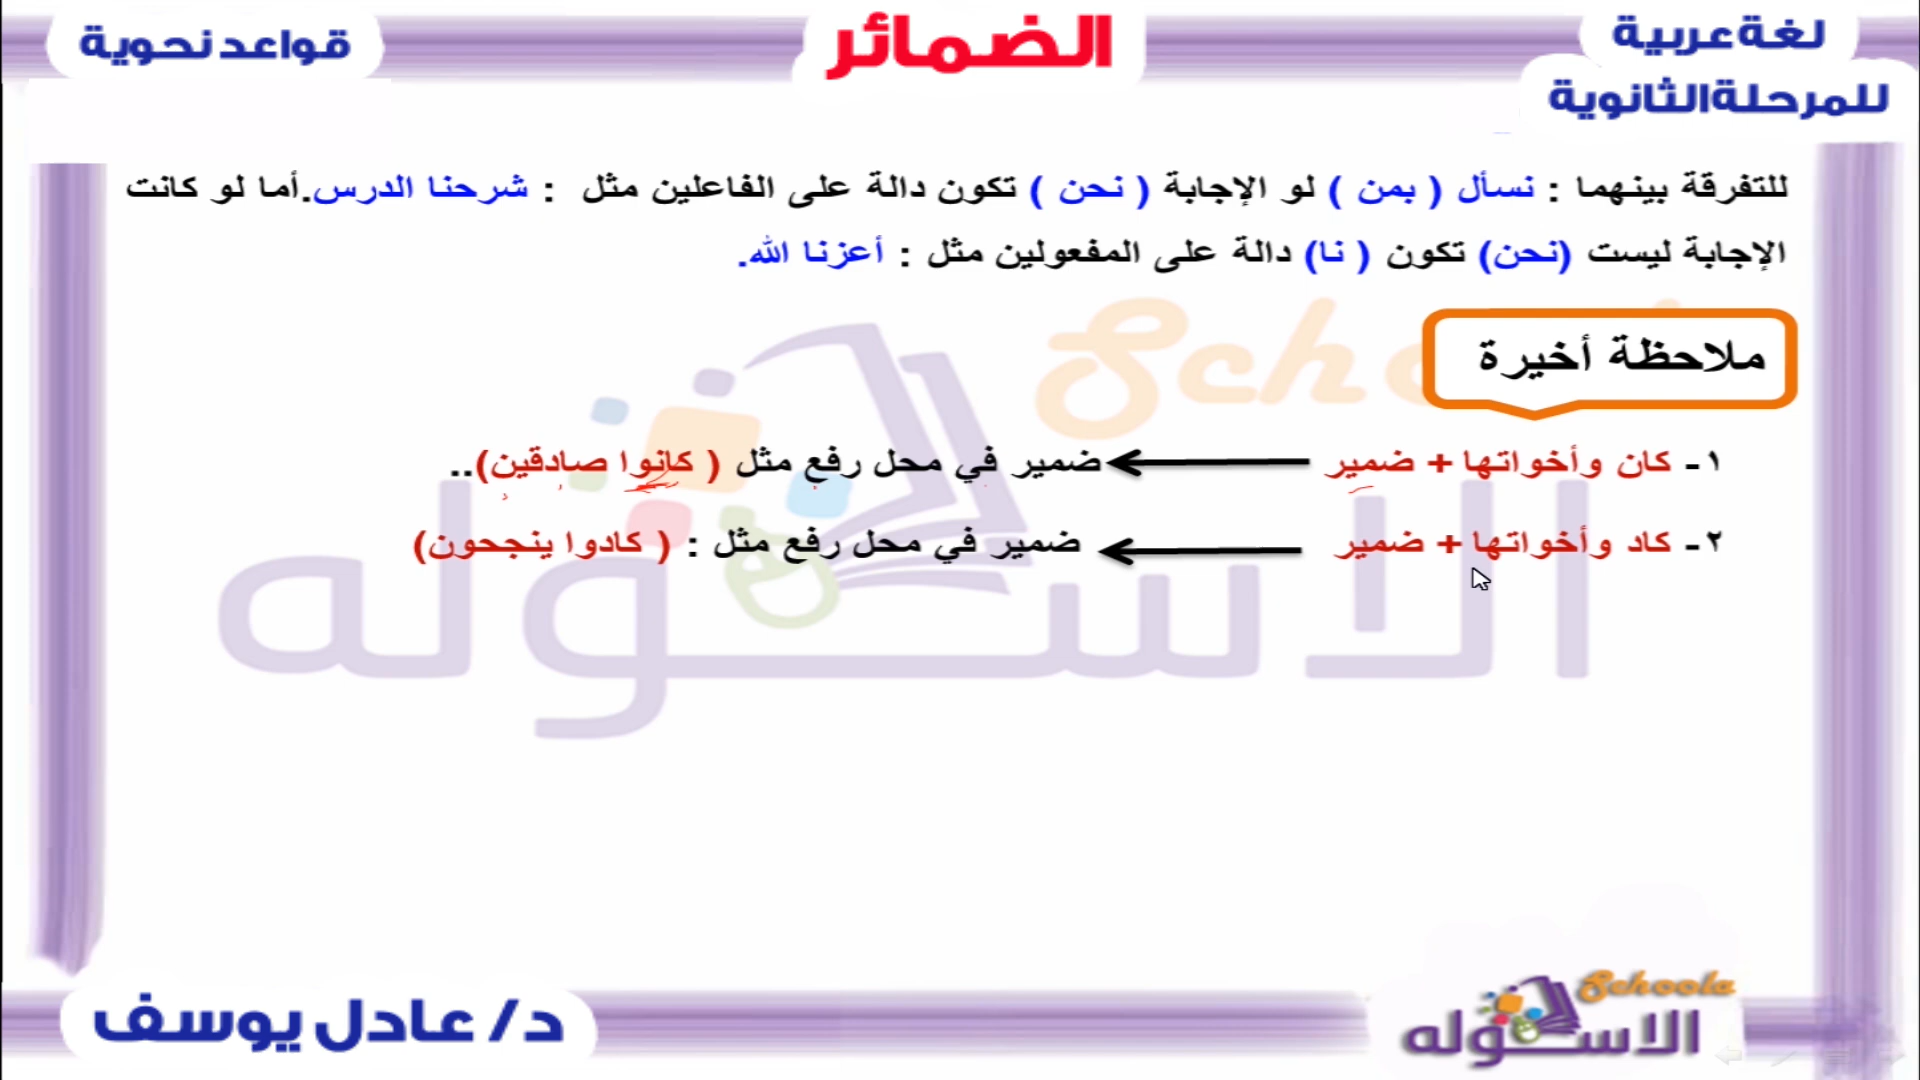 لغة عربية
للمرحلة الثانوية
الضمائر
قواعد نحوية
للتفرقة بينهما : نسأل ( بمن ) لو الإجابة ( نحن ) تكون دالة على الفاعلين مثل : شرحنا الدرس.أما لو كانت
الإجابة ليست (نحن) تكون ( نا) دالة على المفعولين مثل : أعزنا الله.
ملاحظة أخيرة
١- كان وأخواتها + ضمير ضمير في محل رفع مثل ( كانوا صادقين)..
٢- كاد وأخواتها + ضمير ضمير في محل رفع مثل : ( كادوا ينجحون)
Schoola
الاسكوله
د/ عادل يوسف